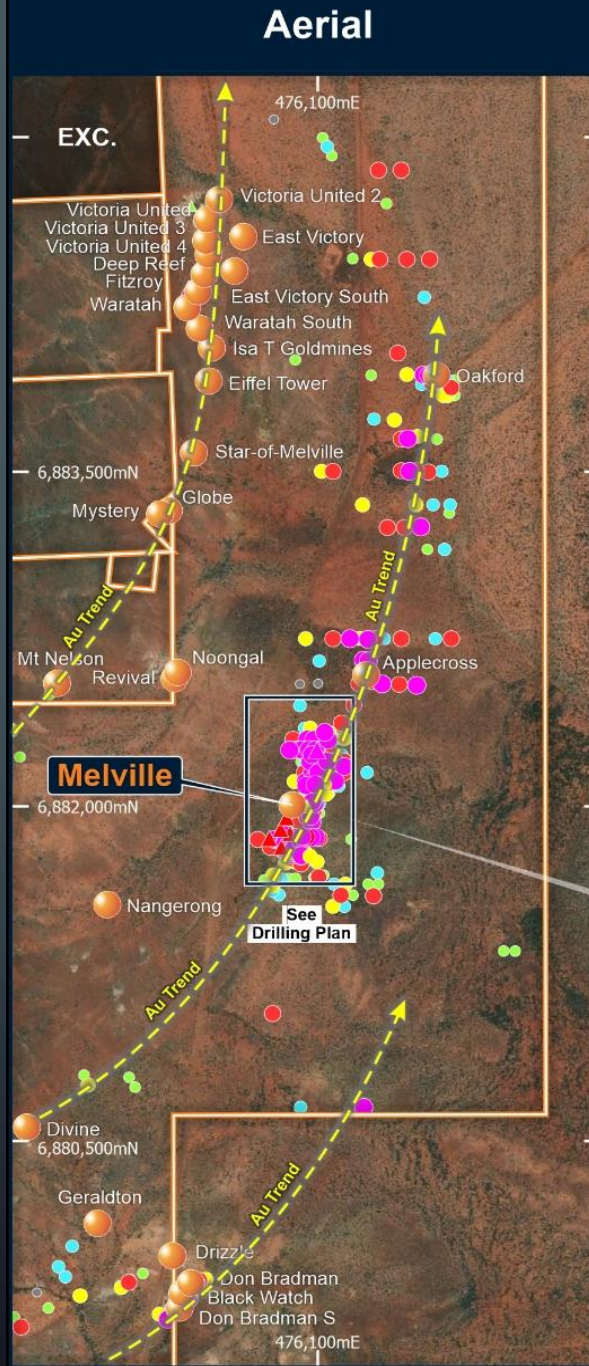 Aerial
476,100mE
EXC.
Victoria United 2
Victoria United
Victoria United 3
East Victory
Victoria United 4
Deep Reef
Fitzroy
East Victory South
Waratah
Waratah South
Isa T Goldmines
Oakford
Eiffel Tower
Star-of-Melville
6,883,500mN
Globe
Mystery
Au Trend
Au Trend
Mt Nelson
Noongal
Revival
Applecross
Melville
6,882,000mN
Nangerong
See
Drilling Plan
Au Trend
Divine
6,880,500mN
Au Trend
Geraldton
Drizzle
Don Bradman
Black Watch
Don Bradman S
476,100mE